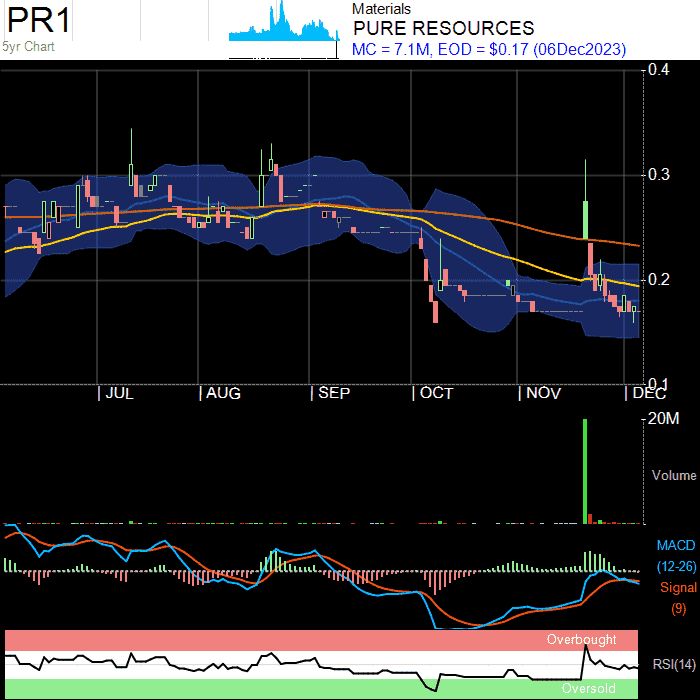 PR1
5yr Chart
Materials
PURE RESOURCES
MC = 7.1M, EOD = $0.17 (06Dec2023)
0.4
0.3
0.2
0.1
JUL
AUG
SEP
OCT
NOV
DEC
20M
Volume
MACD
(12-26)
Signal
(9)
Overbought
RSI(14)
Oversold